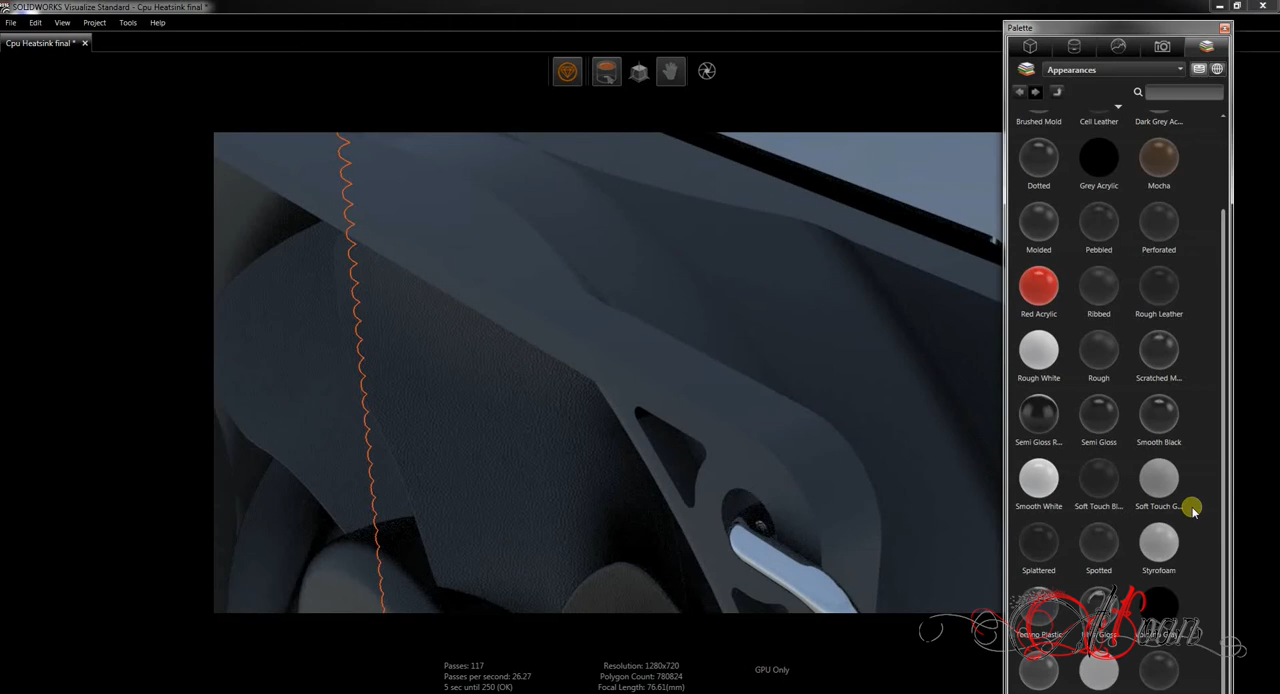 SOLIDWORKS Visualize Standard - Cpu Heatsink final *
File Edit View Project Tools Help
Cpu Heatsink final *
Palette
Appearances
Brushed Mold Cell Leather Dark Grey Ac...
Dotted Grey Acrylic Mocha
Molded Pebbled Perforated
Red Acrylic Ribbed Rough Leather
Rough White Rough Scratched M...
Semi Gloss R... Semi Gloss Smooth Black
Smooth White Soft Touch Bl... Soft Touch G...
Splattered Spotted Styrofoam
Passes: 117
Passes per second: 26.27
5 sec until 250 (OK)
Resolution: 1280x720
Polygon Count: 780824
Focal Length: 76.61(mm)
GPU Only